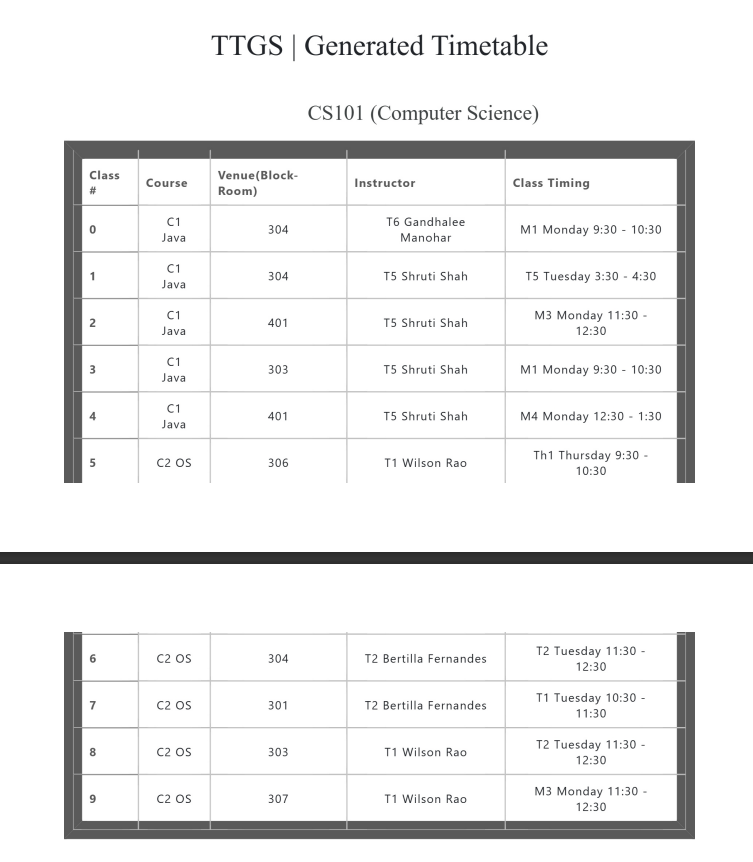 TTGS | Generated Timetable
CS101 (Computer Science)
Class # Course Venue(Block-Room) Instructor Class Timing
0 C1 Java 304 T6 Gandhalee Manohar M1 Monday 9:30 - 10:30
1 C1 Java 304 T5 Shruti Shah T5 Tuesday 3:30 - 4:30
2 C1 Java 401 T5 Shruti Shah M3 Monday 11:30 - 12:30
3 C1 Java 303 T5 Shruti Shah M1 Monday 9:30 - 10:30
4 C1 Java 401 T5 Shruti Shah M4 Monday 12:30 - 1:30
5 C2 OS 306 T1 Wilson Rao Th1 Thursday 9:30 - 10:30
6 C2 OS 304 T2 Bertilla Fernandes T2 Tuesday 11:30 - 12:30
7 C2 OS 301 T2 Bertilla Fernandes T1 Tuesday 10:30 - 11:30
8 C2 OS 303 T1 Wilson Rao T2 Tuesday 11:30 - 12:30
9 C2 OS 307 T1 Wilson Rao M3 Monday 11:30 - 12:30